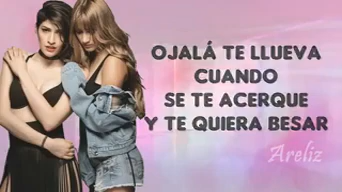 OJALÁ TE LLUEVA
CUANDO
SE TE ACERQUE
Y TE QUIERA BESAR
Areliz